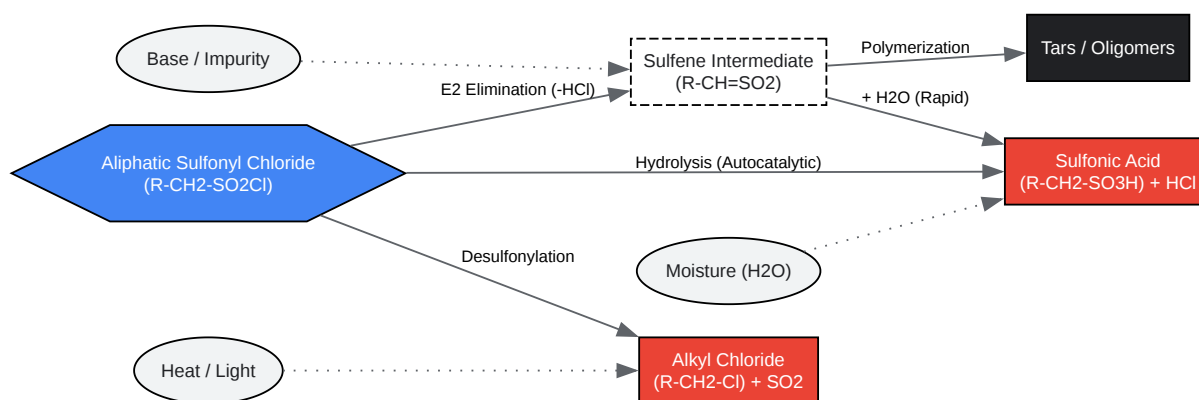 Base / Impurity
Sulfene Intermediate
(R-CH=SO2)
Polymerization
Tars / Oligomers
E2 Elimination (-HCl)
+ H2O (Rapid)
Aliphatic Sulfonyl Chloride
(R-CH2-SO2Cl)
Hydrolysis (Autocatalytic)
Sulfonic Acid
(R-CH2-SO3H) + HCl
Desulfonylation
Moisture (H2O)
Heat / Light
Alkyl Chloride
(R-CH2-Cl) + SO2